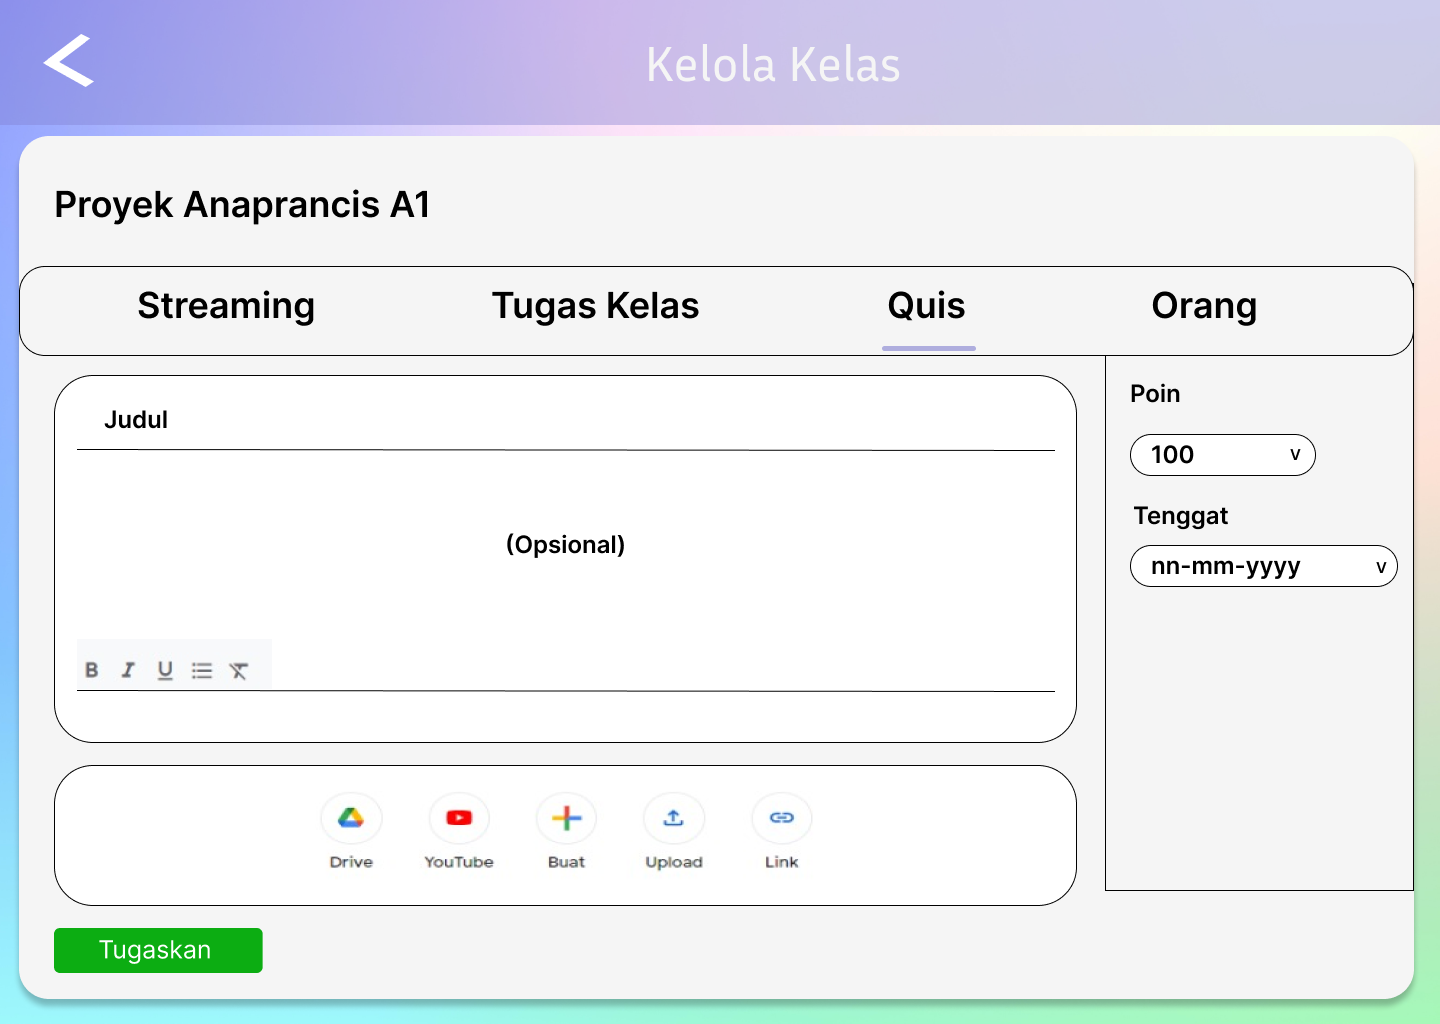 Kelola Kelas
Proyek Anaprancis A1
Streaming Tugas Kelas Quis Orang
Judul
(Opsional)
B I U
Drive YouTube Buat Upload Link
Tugaskan
Poin
100 v
Tenggat
nn-mm-yyyy v